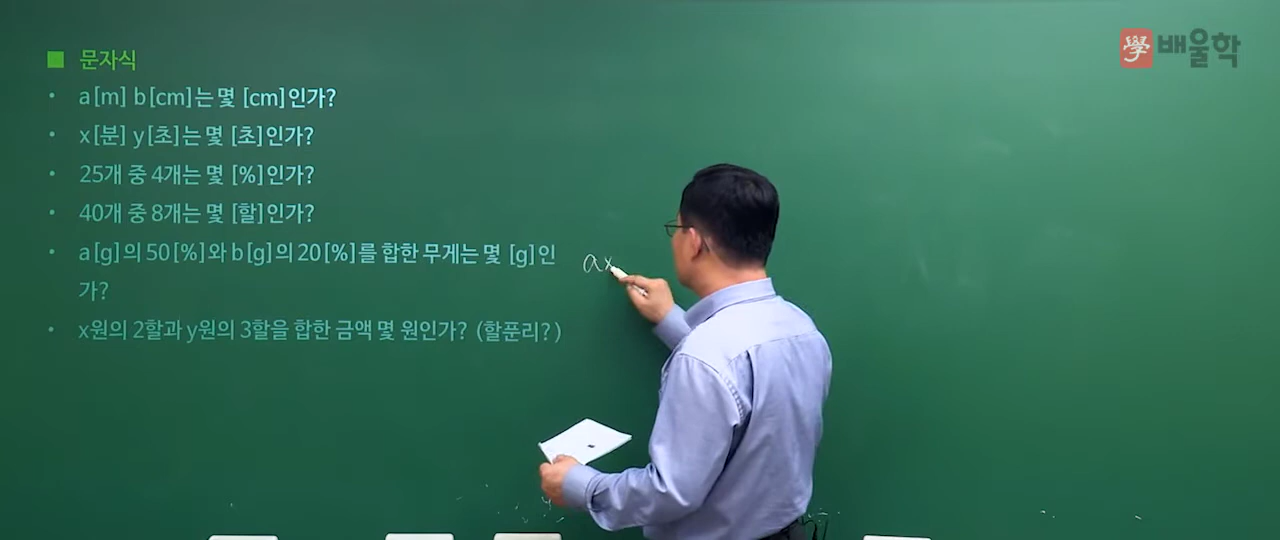 學 배울학
■ 문자식
• a[m] b[cm]는 몇 [cm]인가?
• x[분] y[초]는 몇 [초]인가?
• 25개 중 4개는 몇 [%]인가?
• 40개 중 8개는 몇 [할]인가?
• a[g]의 50[%]와 b[g]의 20[%]를 합한 무게는 몇 [g]인
가?
a x
• x원의 2할과 y원의 3할을 합한 금액 몇 원인가? (할푼리?)